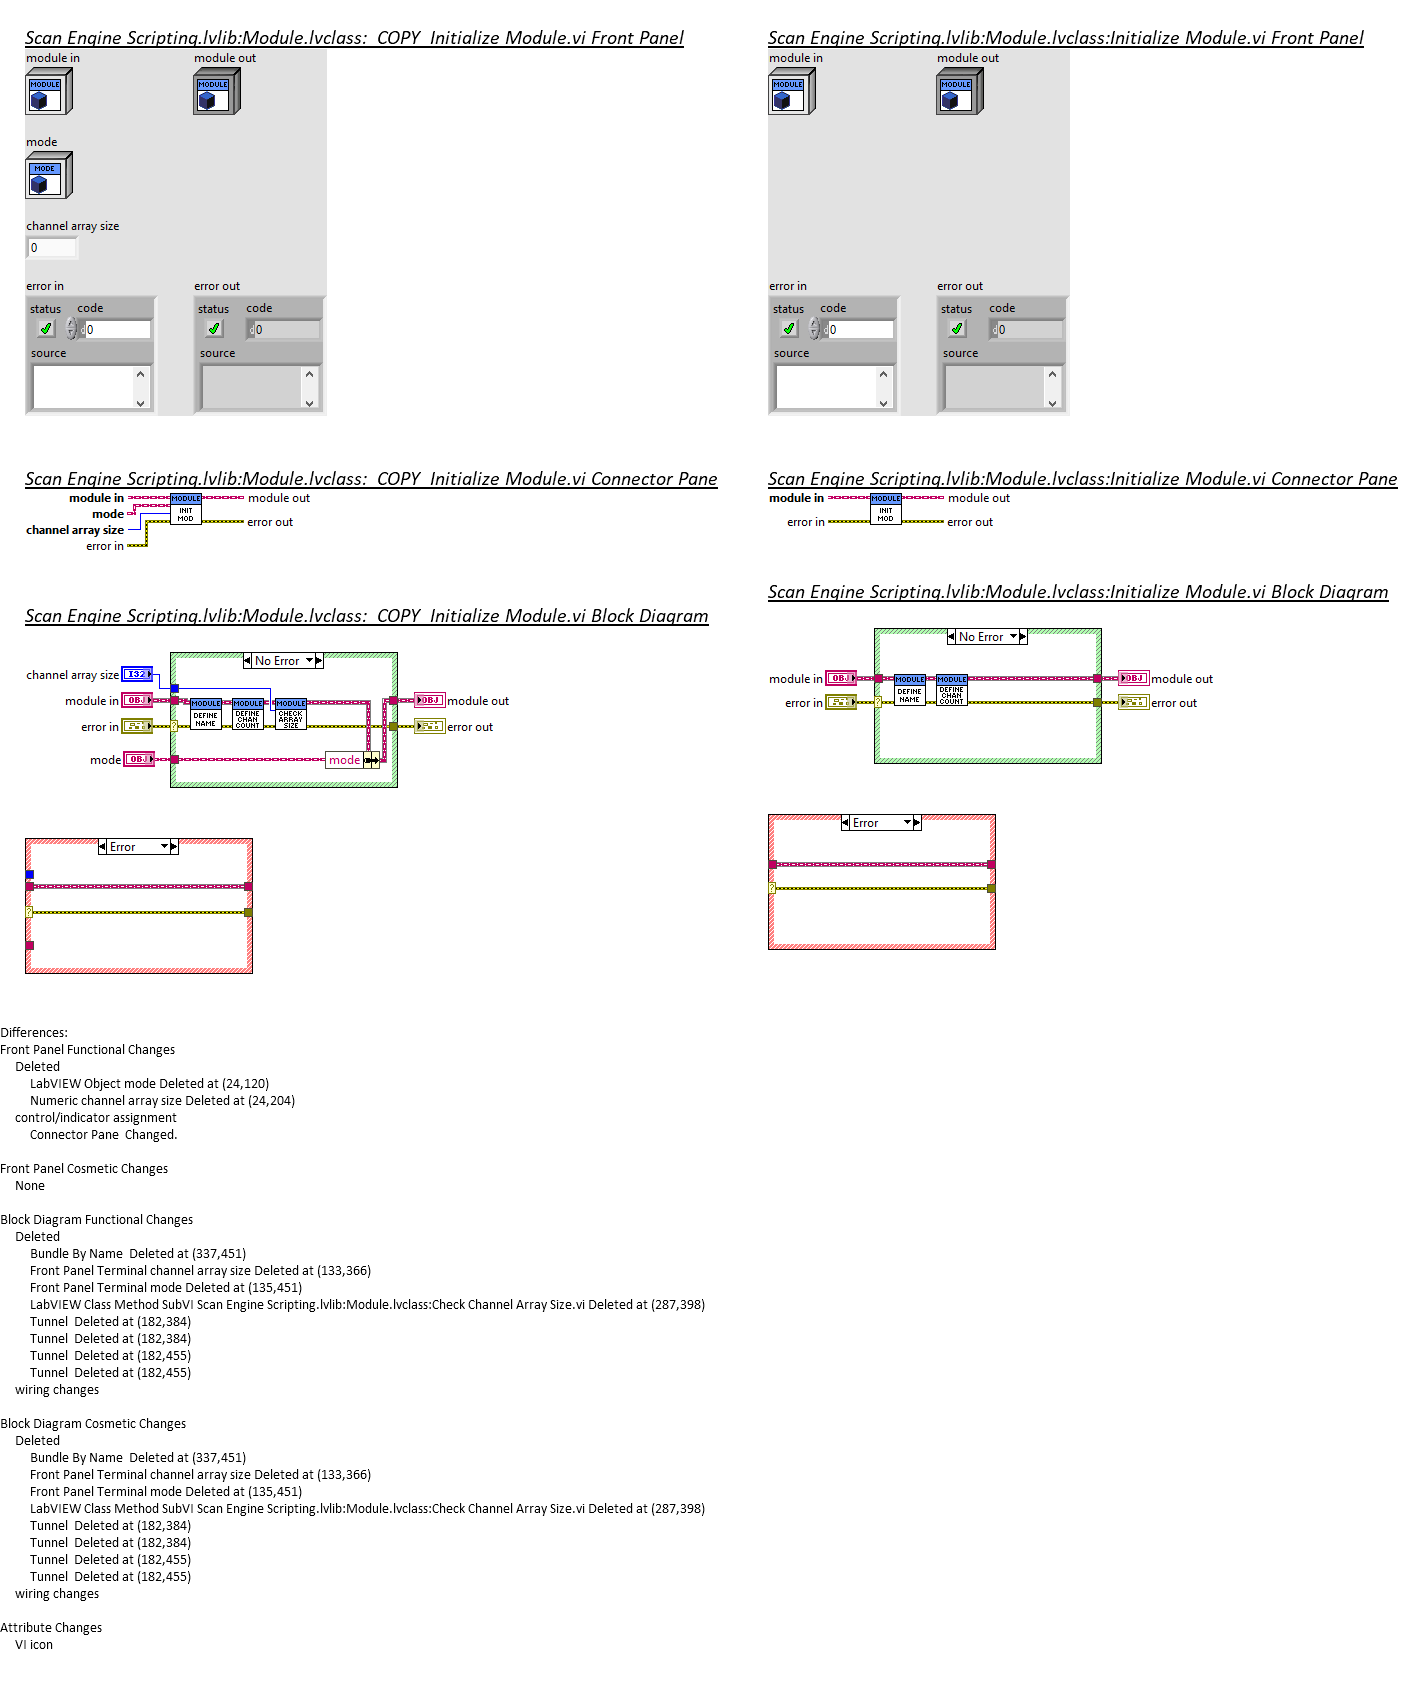 Scan Engine Scripting.lvlib:Module.lvclass:  COPY  Initialize Module.vi Front Panel
module in
module out
MODULE
MODULE
mode
MODE
channel array size
0
error in
error out
status
code
status
code
0
0
source
source
Scan Engine Scripting.lvlib:Module.lvclass:Initialize Module.vi Front Panel
module in
module out
MODULE
MODULE
error in
error out
status
code
status
code
0
0
source
source
Scan Engine Scripting.lvlib:Module.lvclass:  COPY  Initialize Module.vi Connector Pane
module in
mode
channel array size
error in
MODULE
INIT
MOD
module out
error out
Scan Engine Scripting.lvlib:Module.lvclass:Initialize Module.vi Connector Pane
module in
error in
MODULE
INIT
MOD
module out
error out
Scan Engine Scripting.lvlib:Module.lvclass:  COPY  Initialize Module.vi Block Diagram
No Error
channel array size
I32
module in
OBJ
error in
mode
OBJ
?
MODULE
DEFINE
NAME
MODULE
DEFINE
CHAN
COUNT
MODULE
CHECK
ARRAY
SIZE
mode
OBJ
module out
error out
Error
?
Scan Engine Scripting.lvlib:Module.lvclass:Initialize Module.vi Block Diagram
No Error
module in
OBJ
error in
?
MODULE
DEFINE
NAME
MODULE
DEFINE
CHAN
COUNT
OBJ
module out
error out
Error
?
Differences:
Front Panel Functional Changes
Deleted
LabVIEW Object mode Deleted at (24,120)
Numeric channel array size Deleted at (24,204)
control/indicator assignment
Connector Pane  Changed.
Front Panel Cosmetic Changes
None
Block Diagram Functional Changes
Deleted
Bundle By Name  Deleted at (337,451)
Front Panel Terminal channel array size Deleted at (133,366)
Front Panel Terminal mode Deleted at (135,451)
LabVIEW Class Method SubVI Scan Engine Scripting.lvlib:Module.lvclass:Check Channel Array Size.vi Deleted at (287,398)
Tunnel  Deleted at (182,384)
Tunnel  Deleted at (182,384)
Tunnel  Deleted at (182,455)
Tunnel  Deleted at (182,455)
wiring changes
Block Diagram Cosmetic Changes
Deleted
Bundle By Name  Deleted at (337,451)
Front Panel Terminal channel array size Deleted at (133,366)
Front Panel Terminal mode Deleted at (135,451)
LabVIEW Class Method SubVI Scan Engine Scripting.lvlib:Module.lvclass:Check Channel Array Size.vi Deleted at (287,398)
Tunnel  Deleted at (182,384)
Tunnel  Deleted at (182,384)
Tunnel  Deleted at (182,455)
Tunnel  Deleted at (182,455)
wiring changes
Attribute Changes
VI icon